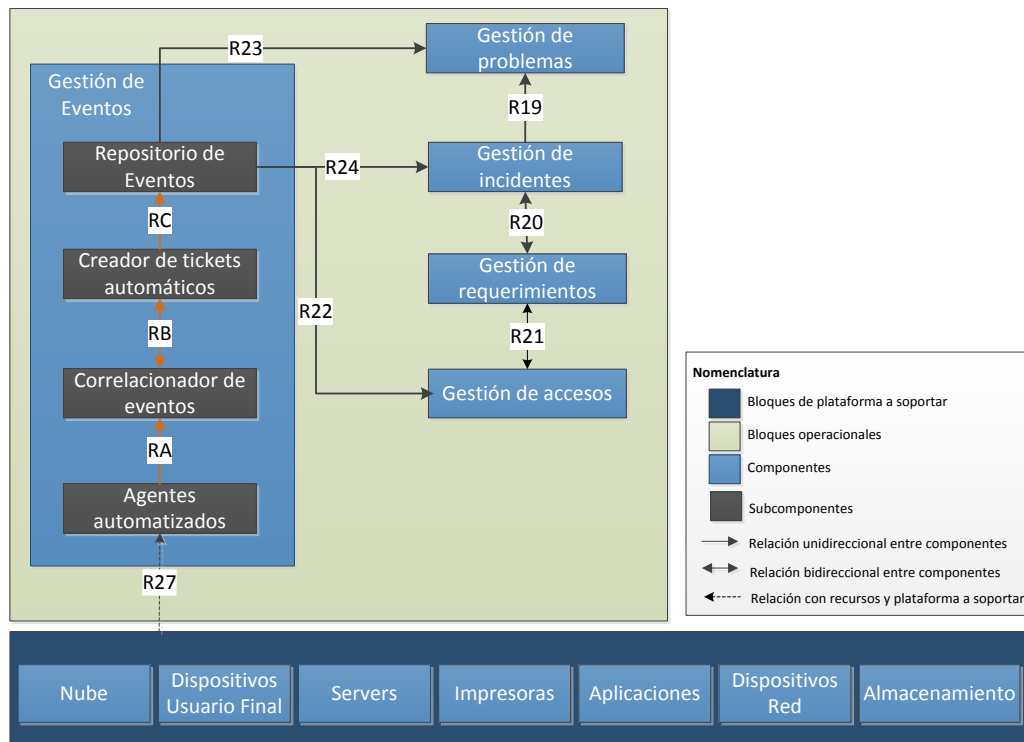 R23
Gestión de
problemas
Gestión de
Eventos
R19
Repositorio de
Eventos
R24
Gestión de
incidentes
RC
R20
Creador de tickets
automáticos
Gestión de
requerimientos
R22
RB
R21
Correlacionador de
eventos
Gestión de accesos
RA
Agentes
automatizados
R27
Nomenclatura
Bloques de plataforma a soportar
Bloques operacionales
Componentes
Subcomponentes
Relación unidireccional entre componentes
Relación bidireccional entre componentes
Relación con recursos y plataforma a soportar
Nube
Dispositivos
Usuario Final
Servers
Impresoras
Aplicaciones
Dispositivos
Red
Almacenamiento